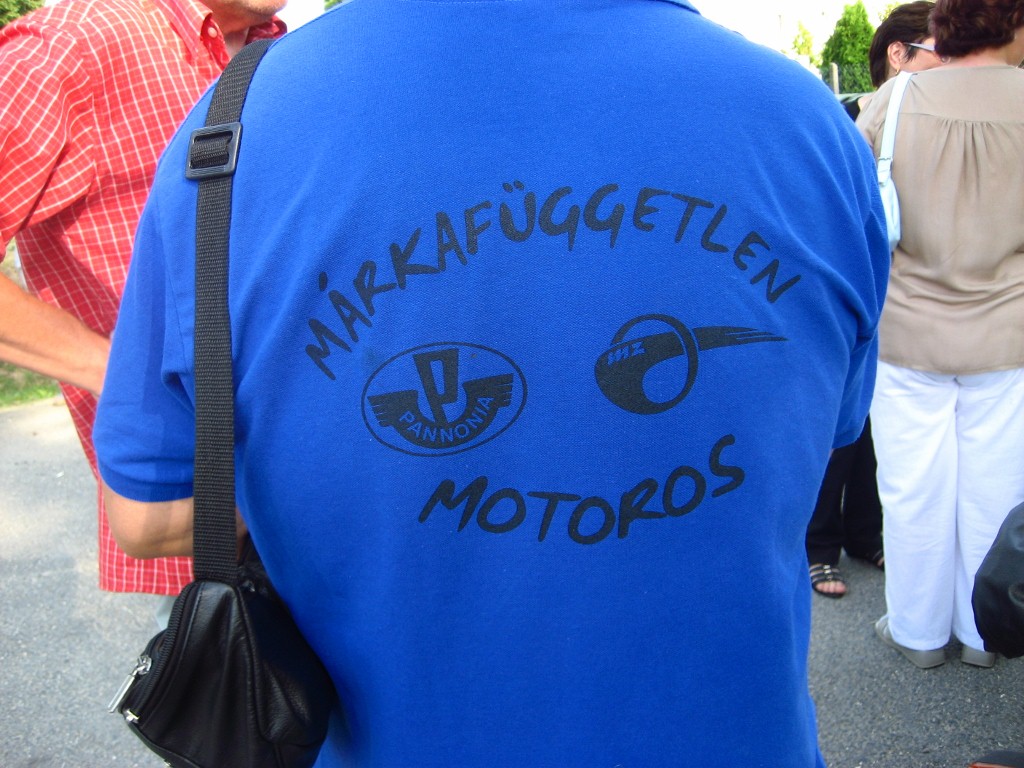 MÁRKAFÜGGETLEN
P
PANNONIA
mz
MOTOROS